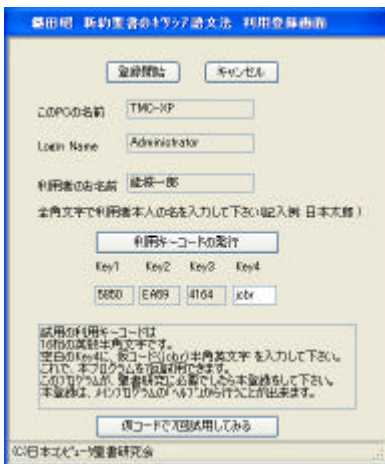 織田昭 新約聖書のギリシア語文法 利用登録画面
登録開始 キャンセル
このPCの名前 TMC-XP
Login Name Administrator
利用者のお名前 一郎
全角文字で利用者本人の名を入力して下さい(記入例 日本太郎 )
利用キーコードの発行
Key1 Key2 Key3 Key4
5850 EA69 4164 jcbr
試用の利用キーコードは
16桁の英数半角文字です。
空白のKey4に、仮コード(jcbr)半角英文字 を入力して下さい。
これで、本プログラムを7回試用できます。
このプログラムが、聖書研究に必要でしたら本登録をして下さい。
本登録は、メインプログラムの「ヘルプ」から行うことが出来ます。
仮コードで7回試用してみる
(C)日本コンピュータ聖書研究会